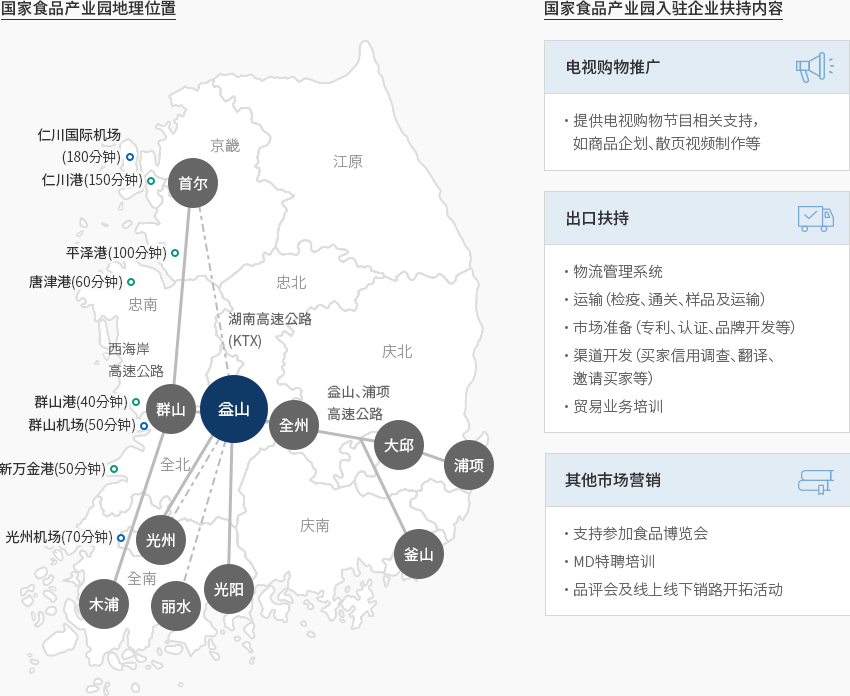 国家食品产业园地理位置
仁川国际机场
(180分钟)
仁川港(150分钟)
京畿
江原
首尔
平泽港(100分钟)
唐津港(60分钟)
忠南
忠北
湖南高速公路
(KTX)
西海岸
高速公路
庆北
益山、浦项
高速公路
群山港(40分钟)
群山机场(50分钟)
群山
益山
全州
大邱
浦项
新万金港(50分钟)
全北
庆南
光州机场(70分钟)
光州
釜山
全南
木浦
丽水
光阳
国家食品产业园入驻企业扶持内容
电视购物推广
·提供电视购物节目相关支持，
如商品企划、散页视频制作等
出口扶持
·物流管理系统
·运输（检疫、通关、样品及运输）
·市场准备（专利、认证、品牌开发等）
·渠道开发（买家信用调查、翻译、
邀请买家等）
·贸易业务培训
其他市场营销
·支持参加食品博览会
·MD特聘培训
·品评会及线上线下销路开拓活动